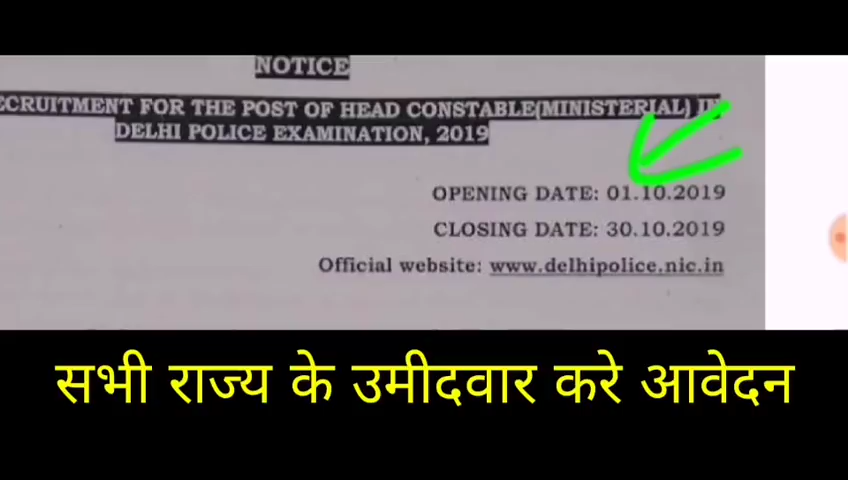 NOTICE
ECRUITMENT FOR THE POST OF HEAD CONSTABLE(MINISTERIAL) IN
DELHI POLICE EXAMINATION, 2019
OPENING DATE: 01.10.2019
CLOSING DATE: 30.10.2019
Official website: www.delhipolice.nic.in
सभी राज्य के उमीदवार करे आवेदन